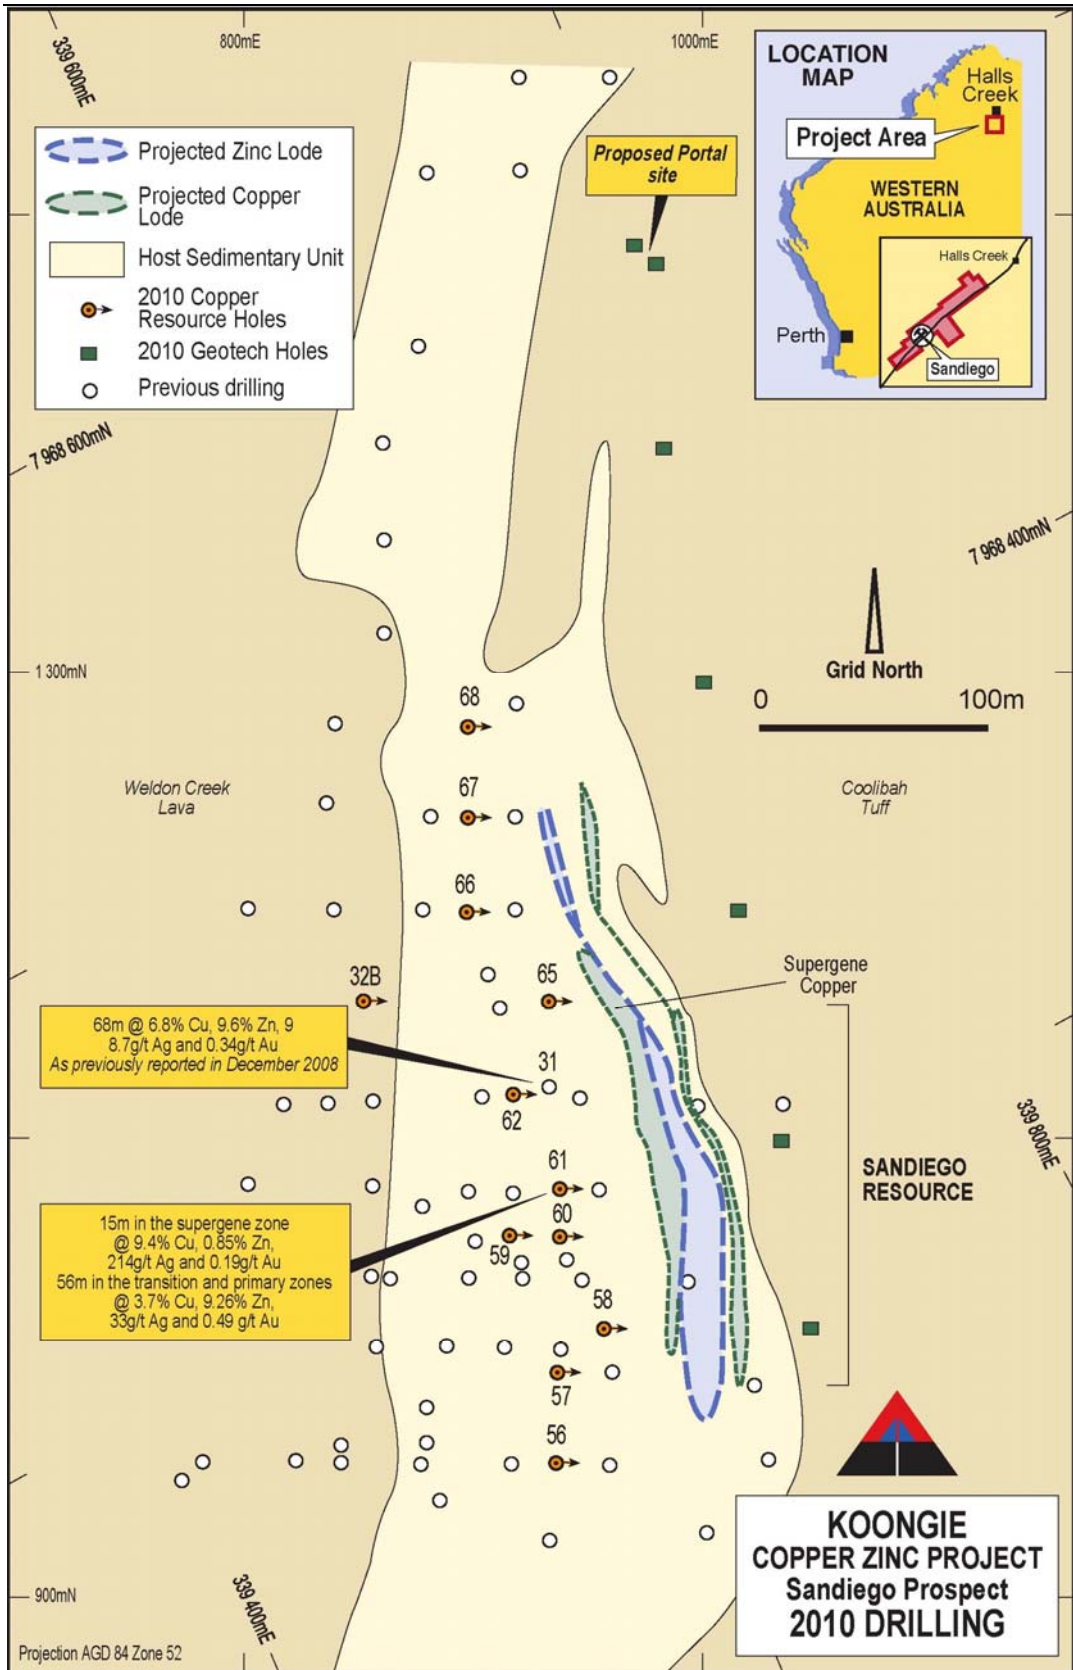 800mE
1000mE
339 600mE
LOCATION
MAP
Halls
Creek
Project Area
WESTERN
AUSTRALIA
Halls Creek
Perth
Sandiego
Projected Zinc Lode
Projected Copper
Lode
Host Sedimentary Unit
2010 Copper
Resource Holes
2010 Geotech Holes
Previous drilling
Proposed Portal
site
7 968 600mN
7 968 400mN
Grid North
0 100m
1 300mN
68
67
66
Weldon Creek
Lava
Coolibah
Tuff
Supergene
Copper
32B
65
68m @ 6.8% Cu, 9.6% Zn, 9
8.7g/t Ag and 0.34g/t Au
As previously reported in December 2008
31
62
339 800mE
SANDIEGO
RESOURCE
61
60
59
15m in the supergene zone
@ 9.4% Cu, 0.85% Zn,
214g/t Ag and 0.19g/t Au
56m in the transition and primary zones
@ 3.7% Cu, 9.26% Zn,
33g/t Ag and 0.49 g/t Au
58
57
56
KOONGIE
COPPER ZINC PROJECT
Sandiego Prospect
2010 DRILLING
900mN
339 400mE
Projection AGD 84 Zone 52